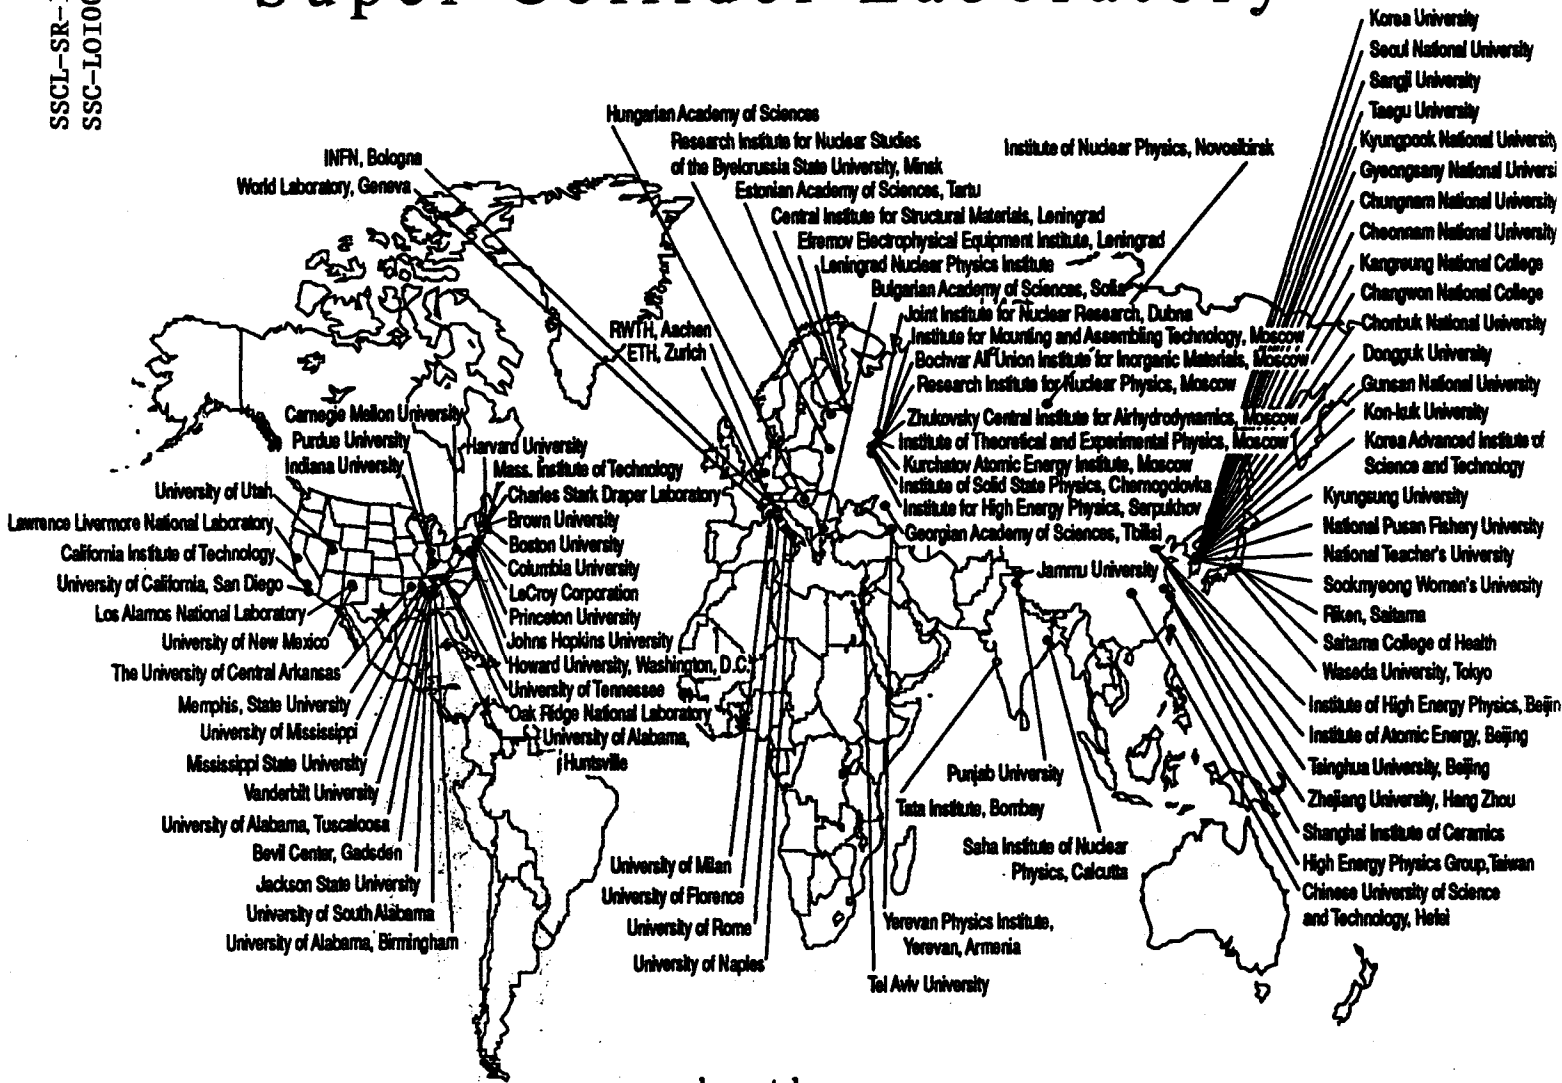 Super Collider Laboratory
SSCL-SR-
SSC-LOI00
Korea University
Seoul National University
Sangji University
Taegu University
Kyungpook National University
Gyeongsany National Universi
Chungnam National University
Cheonnam National University
Kangreung National College
Changwon National College
Chonbuk National University
Dongguk University
Gunsan National University
Kon-kuk University
Korea Advanced Institute of
Science and Technology
Kyungsung University
National Pusan Fishery University
National Teacher's University
Sookmyeong Women's University
Riken, Saitama
Saitama College of Health
Waseda University, Tokyo
Institute of High Energy Physics, Beijin
Institute of Atomic Energy, Beijing
Tsinghua University, Beijing
Zhejiang University, Hang Zhou
Shanghai Institute of Ceramics
High Energy Physics Group,Taiwan
Chinese University of Science
and Technology, Hefei
Hungarian Academy of Sciences
Research Institute for Nuclear Studies
of the Byelorussia State University, Minsk
Estonian Academy of Sciences, Tartu
Central Institute for Structural Materials, Leningrad
Efremov Electrophysical Equipment Institute, Leningrad
Leningrad Nuclear Physics Institute
Bulgarian Academy of Sciences, Sofia
Joint Institute for Nuclear Research, Dubna
Institute for Mounting and Assembling Technology, Moscow
Bochvar All Union Institute for Inorganic Materials, Moscow
Research Institute for Nuclear Physics, Moscow
Zhukovsky Central Institute for Airhydrodynamics, Moscow
Institute of Theoretical and Experimental Physics, Moscow
Kurchatov Atomic Energy Institute, Moscow
Institute of Solid State Physics, Chernogolovka
Institute for High Energy Physics, Serpukhov
Georgian Academy of Sciences, Tbilisi
Institute of Nuclear Physics, Novosibirsk
INFN, Bologna
World Laboratory, Geneva
RWTH, Aachen
ETH, Zurich
Carnegie Mellon University
Purdue University
Indiana University
University of Utah
Lawrence Livermore National Laboratory
California Institute of Technology
University of California, San Diego
Los Alamos National Laboratory
University of New Mexico
The University of Central Arkansas
Memphis, State University
University of Mississippi
Mississippi State University
Vanderbilt University
University of Alabama, Tuscaloosa
Bevil Center, Gadsden
Jackson State University
University of South Alabama
University of Alabama, Birmingham
Harvard University
Mass. Institute of Technology
Charles Stark Draper Laboratory
Brown University
Boston University
Columbia University
LeCroy Corporation
Princeton University
Johns Hopkins University
Howard University, Washington, D.C.
University of Tennessee
Oak Ridge National Laboratory
University of Alabama,
Huntsville
University of Milan
University of Florence
University of Rome
University of Naples
Jammu University
Punjab University
Tata Institute, Bombay
Saha Institute of Nuclear
Physics, Calcutta
Yerevan Physics Institute,
Yerevan, Armenia
Tel Aviv University